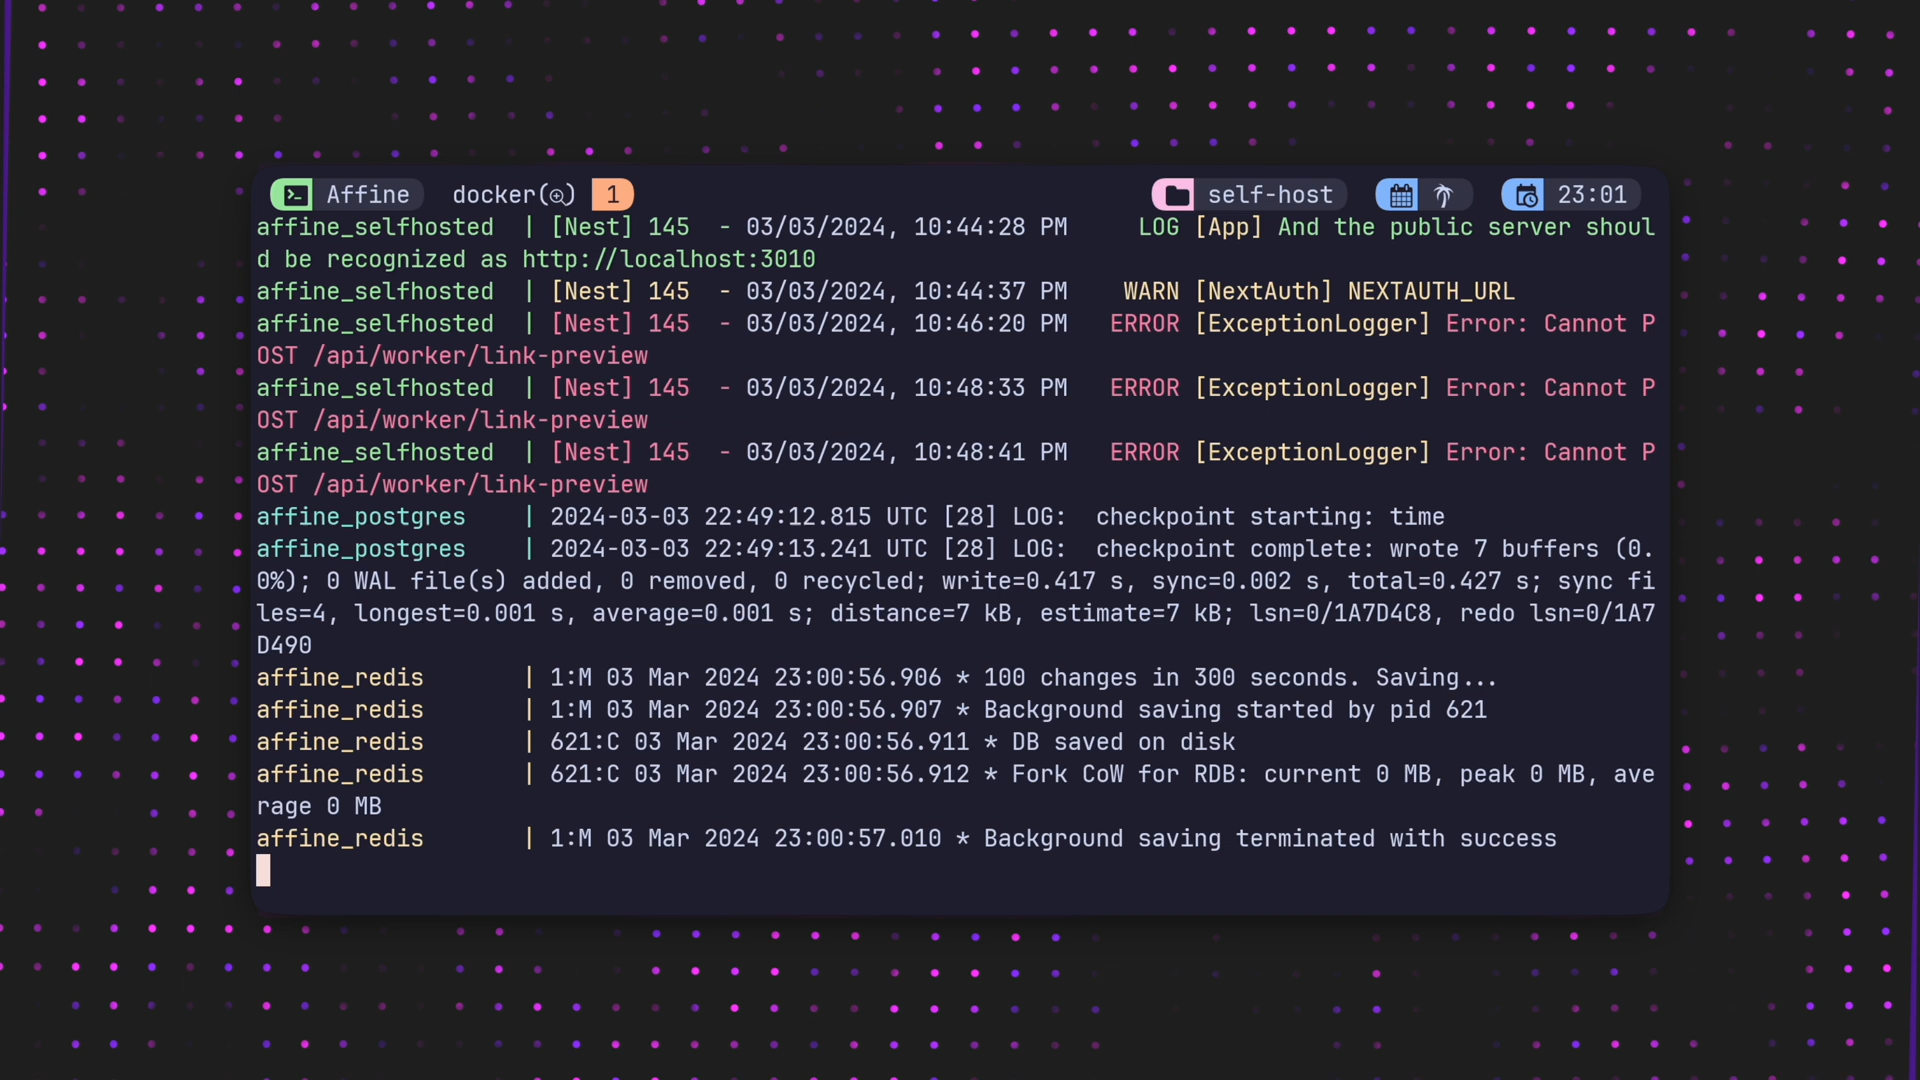 Affine docker( ) 1 self-host 23:01
affine_selfhosted | [Nest] 145 - 03/03/2024, 10:44:28 PM LOG [App] And the public server shoul
d be recognized as http://localhost:3010
affine_selfhosted | [Nest] 145 - 03/03/2024, 10:44:37 PM WARN [NextAuth] NEXTAUTH_URL
affine_selfhosted | [Nest] 145 - 03/03/2024, 10:46:20 PM ERROR [ExceptionLogger] Error: Cannot P
OST /api/worker/link-preview
affine_selfhosted | [Nest] 145 - 03/03/2024, 10:48:33 PM ERROR [ExceptionLogger] Error: Cannot P
OST /api/worker/link-preview
affine_selfhosted | [Nest] 145 - 03/03/2024, 10:48:41 PM ERROR [ExceptionLogger] Error: Cannot P
OST /api/worker/link-preview
affine_postgres | 2024-03-03 22:49:12.815 UTC [28] LOG: checkpoint starting: time
affine_postgres | 2024-03-03 22:49:13.241 UTC [28] LOG: checkpoint complete: wrote 7 buffers (0.
0%); 0 WAL file(s) added, 0 removed, 0 recycled; write=0.417 s, sync=0.002 s, total=0.427 s; sync fi
les=4, longest=0.001 s, average=0.001 s; distance=7 kB, estimate=7 kB; lsn=0/1A7D4C8, redo lsn=0/1A7
D490
affine_redis | 1:M 03 Mar 2024 23:00:56.906 * 100 changes in 300 seconds. Saving...
affine_redis | 1:M 03 Mar 2024 23:00:56.907 * Background saving started by pid 621
affine_redis | 621:C 03 Mar 2024 23:00:56.911 * DB saved on disk
affine_redis | 621:C 03 Mar 2024 23:00:56.912 * Fork CoW for RDB: current 0 MB, peak 0 MB, ave
rage 0 MB
affine_redis | 1:M 03 Mar 2024 23:00:57.010 * Background saving terminated with success